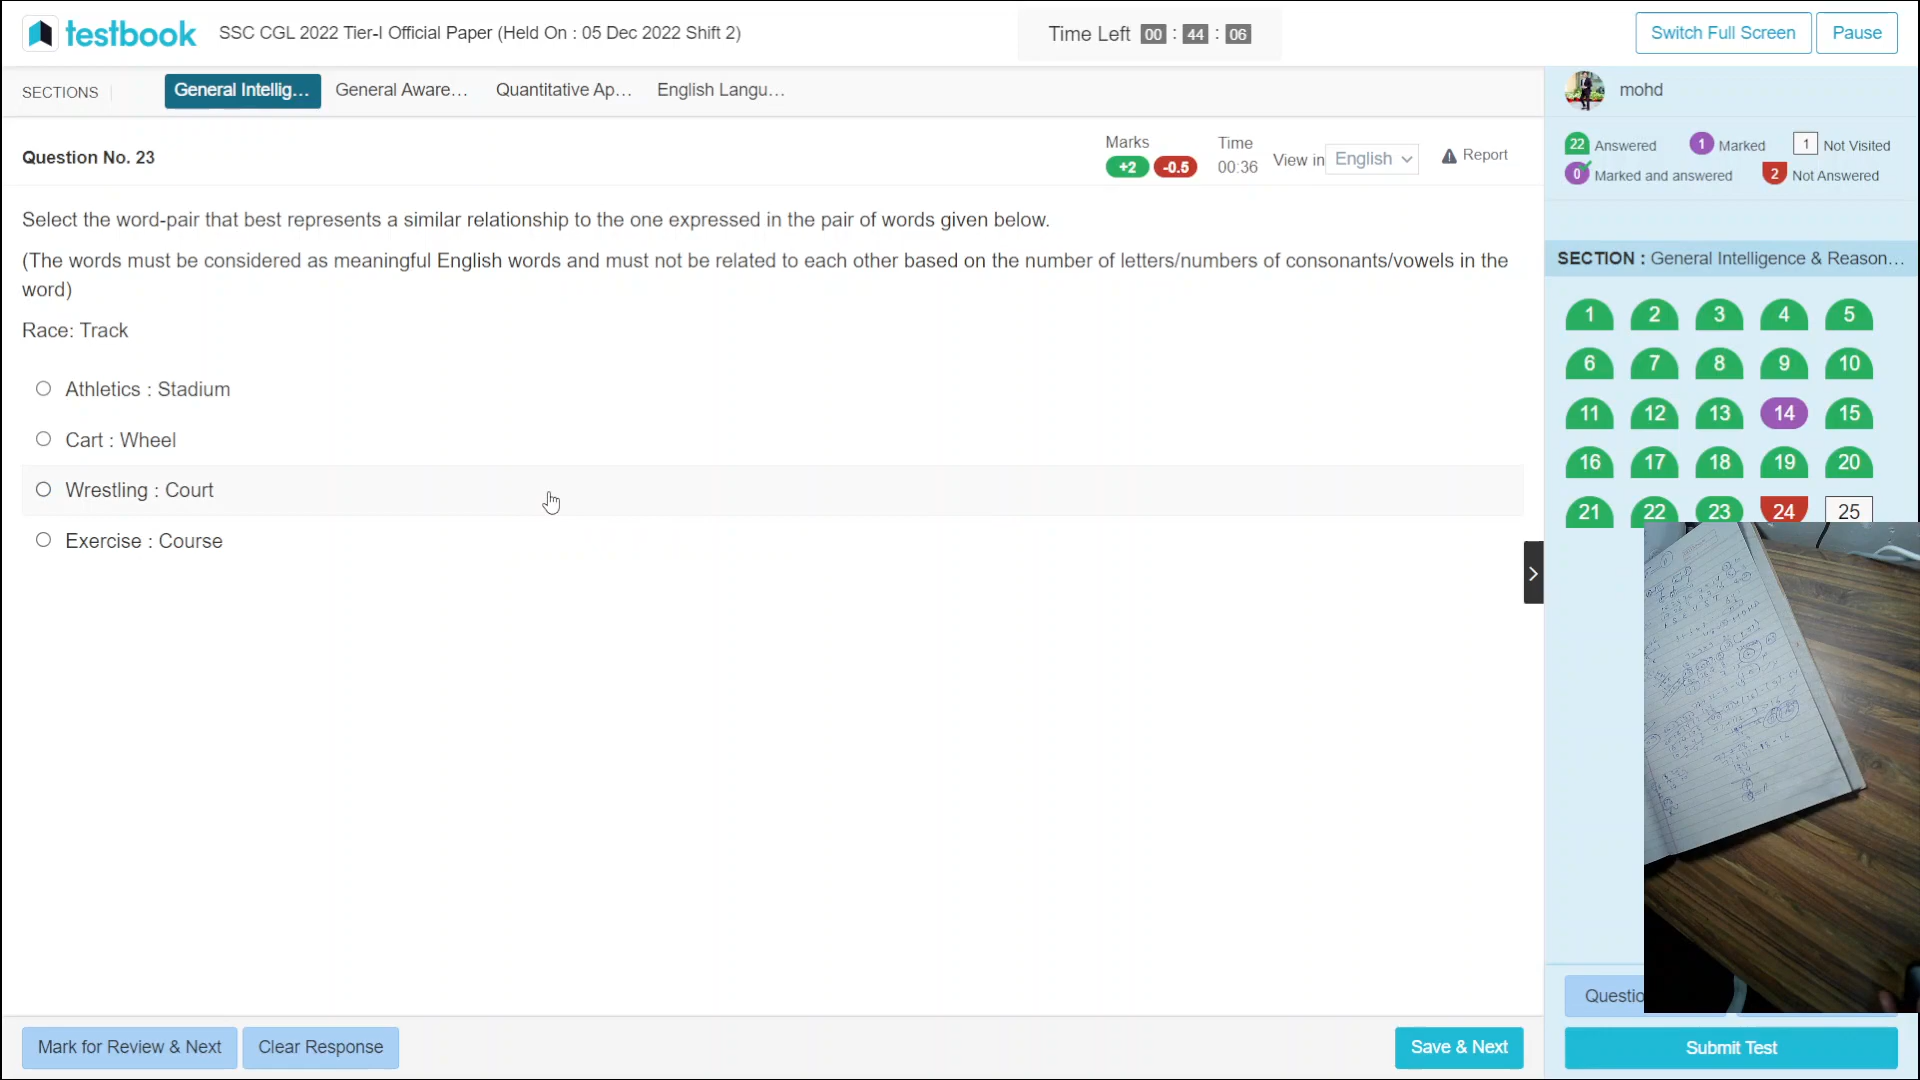 testbook
SSC CGL 2022 Tier-I Official Paper (Held On : 05 Dec 2022 Shift 2)
Time Left 00 : 44 : 06
Switch Full Screen
Pause
SECTIONS
General Intellig...
General Aware...
Quantitative Ap...
English Langu...
mohd
22 Answered
1 Marked
1 Not Visited
0 Marked and answered
2 Not Answered
Question No. 23
Marks
+2 -0.5
Time
00:36
View in English
Report
Select the word-pair that best represents a similar relationship to the one expressed in the pair of words given below.
(The words must be considered as meaningful English words and must not be related to each other based on the number of letters/numbers of consonants/vowels in the
word)
Race: Track
Athletics : Stadium
Cart : Wheel
Wrestling : Court
Exercise : Course
SECTION : General Intelligence & Reason...
1 2 3 4 5
6 7 8 9 10
11 12 13 14 15
16 17 18 19 20
21 22 23 24 25
Mark for Review & Next
Clear Response
Save & Next
Submit Test